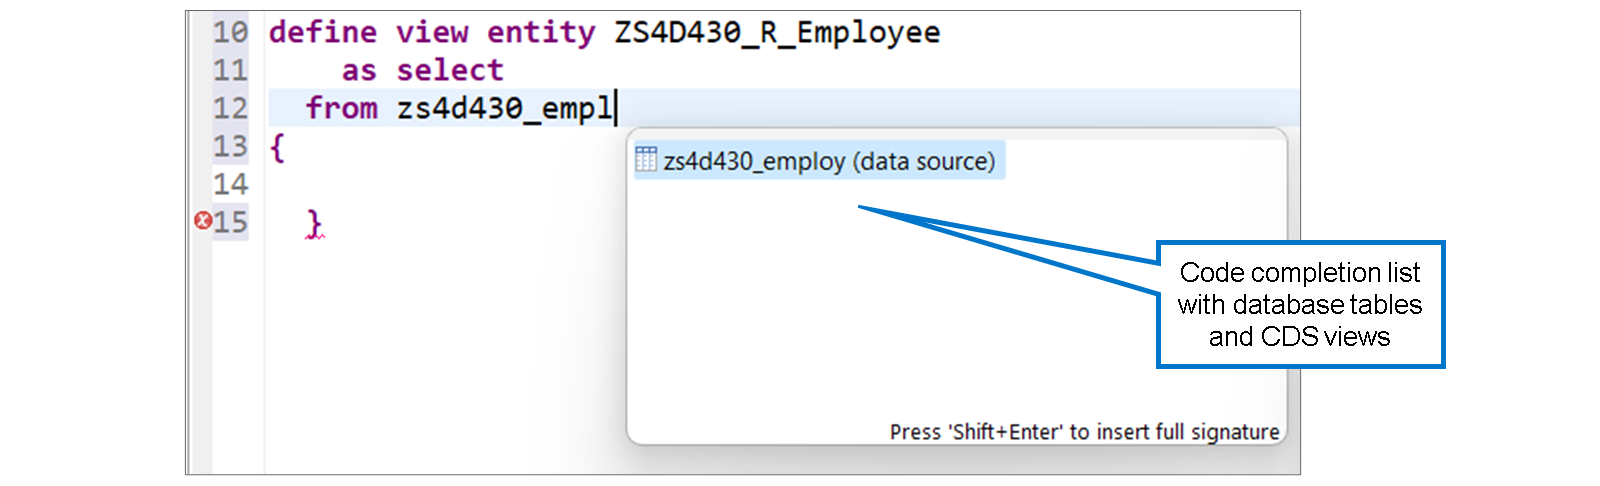 10 define view entity ZS4D430_R_Employee
11 as select
12 from zs4d430_empl
13 {
14
15 }
zs4d430_employ (data source)
Press 'Shift+Enter' to insert full signature
Code completion list
with database tables
and CDS views